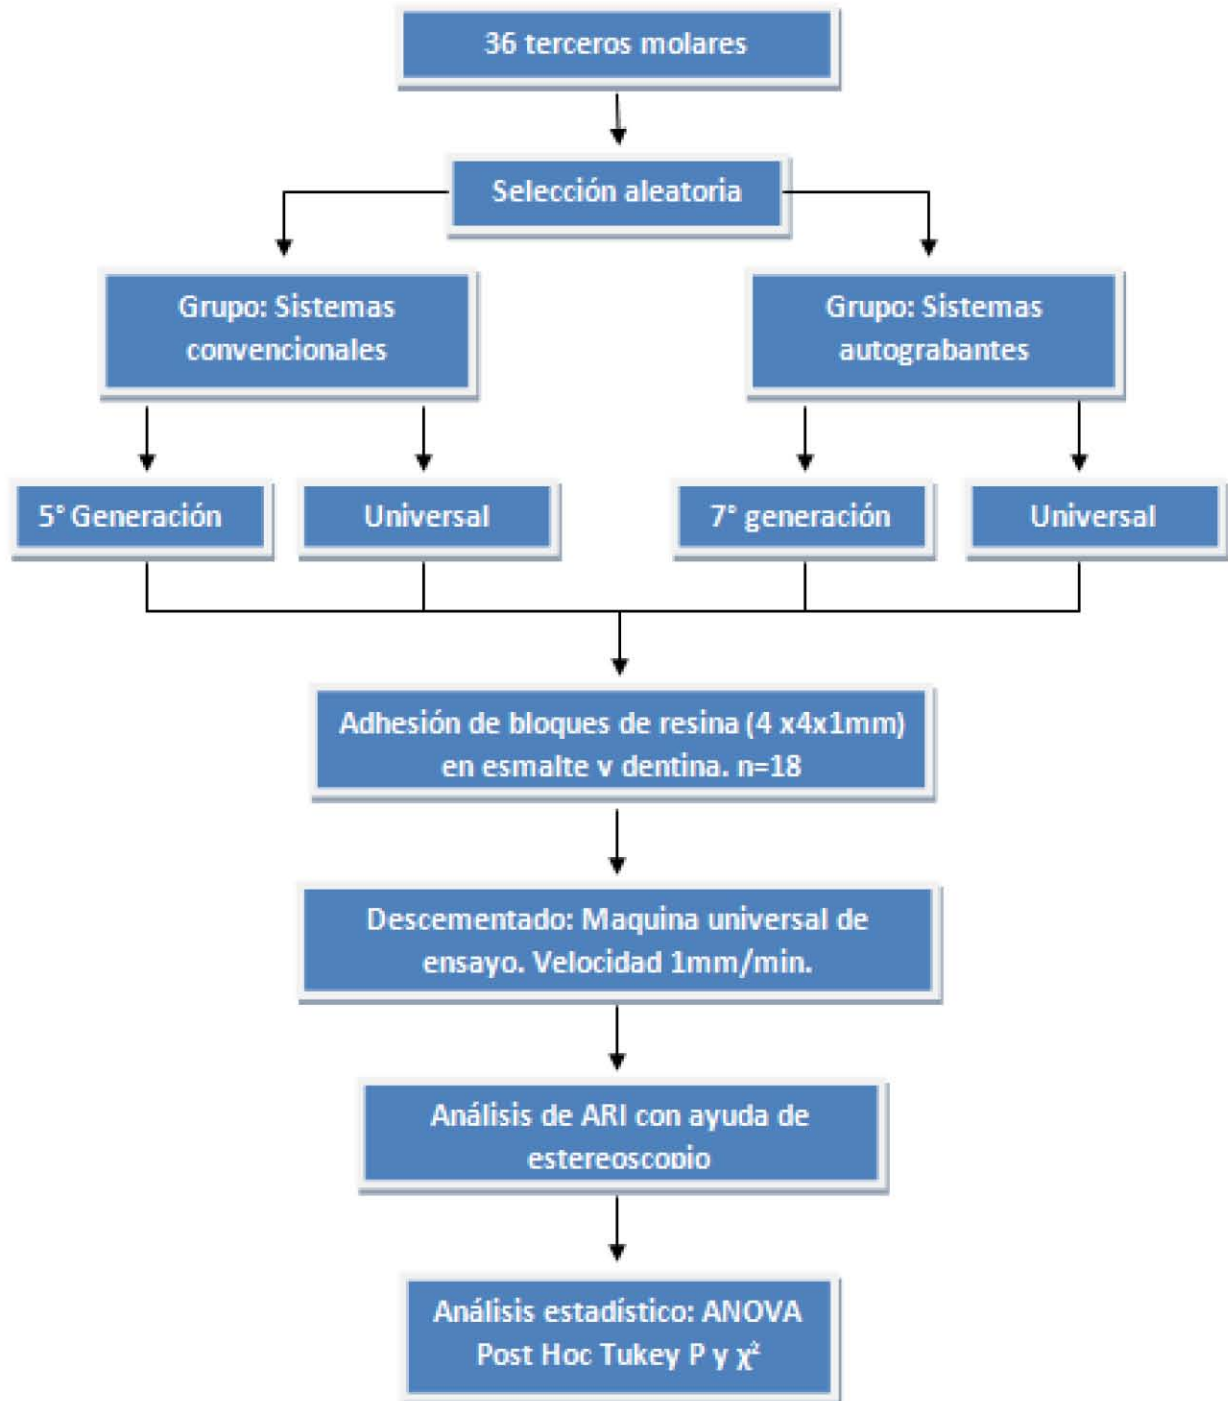 36 terceros molares
Selección aleatoria
Grupo: Sistemas
convencionales
Grupo: Sistemas
autograbantes
5° Generación
Universal
7° generación
Universal
Adhesión de bloques de resina (4 x4x1mm)
en esmalte v dentina. n=18
Descementado: Maquina universal de
ensayo. Velocidad 1mm/min.
Análisis de ARI con ayuda de
estereoscopio
Análisis estadístico: ANOVA
Post Hoc Tukey P y χ²